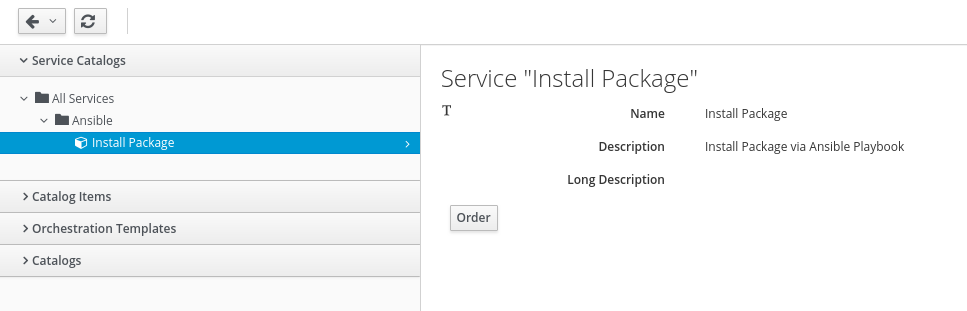 Service Catalogs
All Services
Ansible
Install Package
Catalog Items
Orchestration Templates
Catalogs
Service "Install Package"
T
Name Install Package
Description Install Package via Ansible Playbook
Long Description
Order